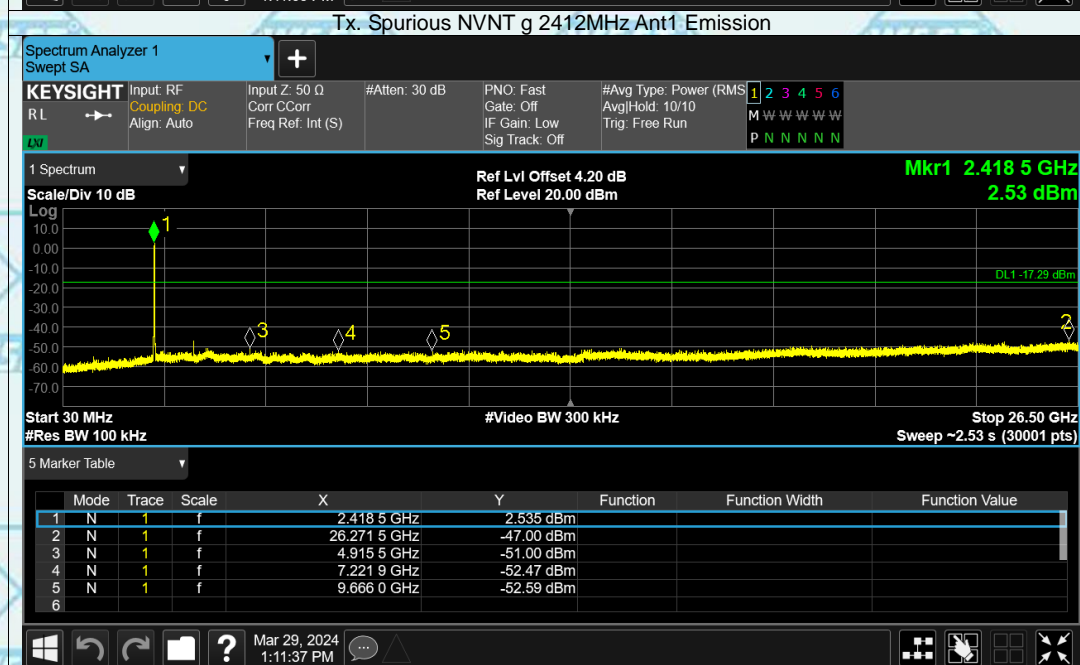 Tx. Spurious NVNT g 2412MHz Ant1 Emission
Spectrum Analyzer 1
Swept SA
+
KEYSIGHT Input: RF Input Z: 50 Ω #Atten: 30 dB PNO: Fast #Avg Type: Power (RMS 1 2 3 4 5 6
RL Coupling: DC Corr CCorr Gate: Off Avg|Hold: 10/10 M W W W W W
Align: Auto Freq Ref: Int (S) IF Gain: Low Trig: Free Run
LXI Sig Track: Off P N N N N N
1 Spectrum Ref Lvl Offset 4.20 dB Mkr1 2.418 5 GHz
Scale/Div 10 dB Ref Level 20.00 dBm 2.53 dBm
Log
1
10.0
0.00
-10.0
DL1 -17.29 dBm
-20.0
-30.0
3 4 5 2
-40.0
-50.0
-60.0
-70.0
Start 30 MHz #Video BW 300 kHz Stop 26.50 GHz
#Res BW 100 kHz Sweep ~2.53 s (30001 pts)
5 Marker Table
Mode Trace Scale X Y Function Function Width Function Value
1 N 1 f 2.418 5 GHz 2.535 dBm
2 N 1 f 26.271 5 GHz -47.00 dBm
3 N 1 f 4.915 5 GHz -51.00 dBm
4 N 1 f 7.221 9 GHz -52.47 dBm
5 N 1 f 9.666 0 GHz -52.59 dBm
6
? Mar 29, 2024
1:11:37 PM